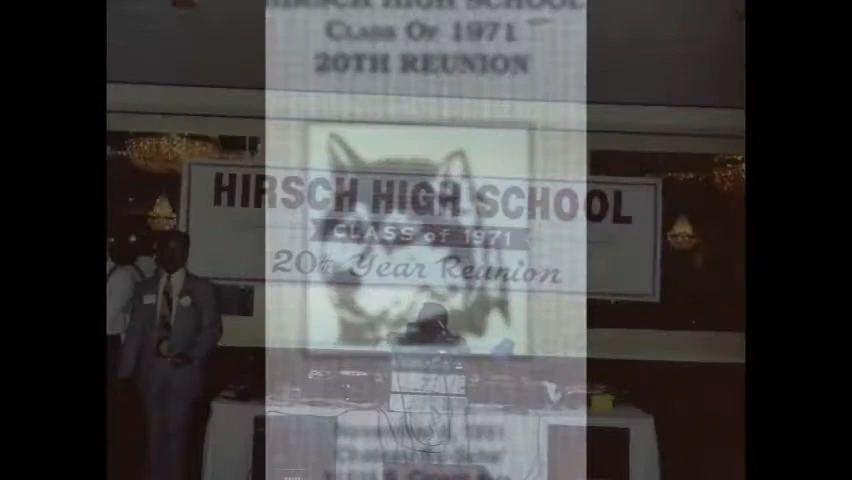 HIRSCH HIGH SCHOOL
CLASS OF 1971
20TH REUNION
HIRSCH HIGH SCHOOL
CLASS of 1971
20th Year Reunion